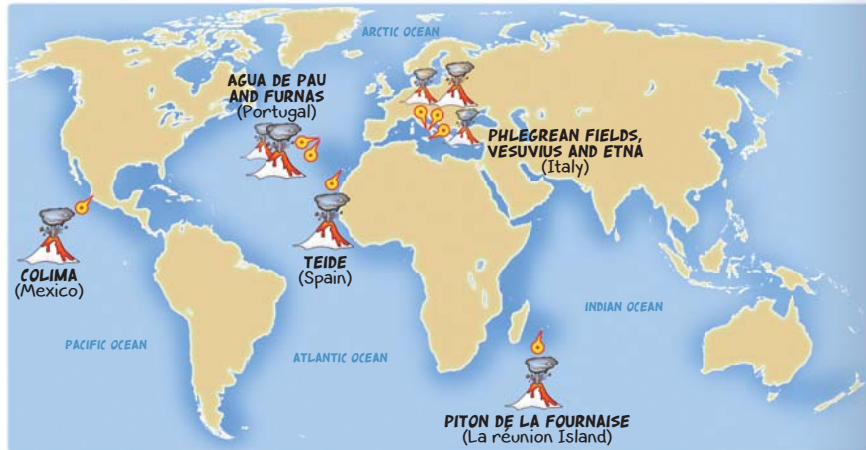 ARCTIC OCEAN
AGUA DE PAU
AND FURNAS
(Portugal)
PHLEGREAN FIELDS,
VESUVIUS AND ETNA
(Italy)
COLIMA
(Mexico)
TEIDE
(Spain)
INDIAN OCEAN
PACIFIC OCEAN
ATLANTIC OCEAN
PITON DE LA FOURNAISE
(La réunion Island)